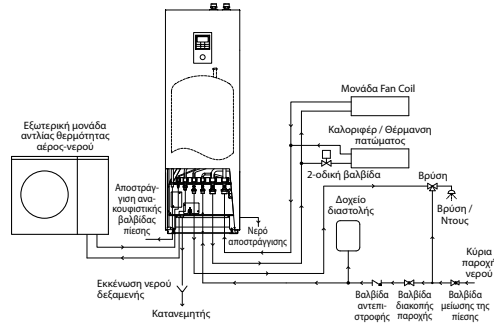 Μονάδα Fan Coil
Εξωτερική μονάδα
αντλίας θερμότητας
αέρος-νερού
Καλοριφέρ / Θέρμανση
πατώματος
2-οδική βαλβίδα
Βρύση
Αποστράγ-
γιση ανα-
κουφιστικής
βαλβίδας
πίεσης
Δοχείο
διαστολής
Βρύση /
Ντους
Νερό
αποστράγγισης
Κύρια
παροχή
νερού
Εκκένωση νερού
δεξαμενής
Κατανεμητής
Βαλβίδα
αντεπι-
στροφής
Βαλβίδα
διακοπής
παροχής
Βαλβίδα
μείωσης της
πίεσης